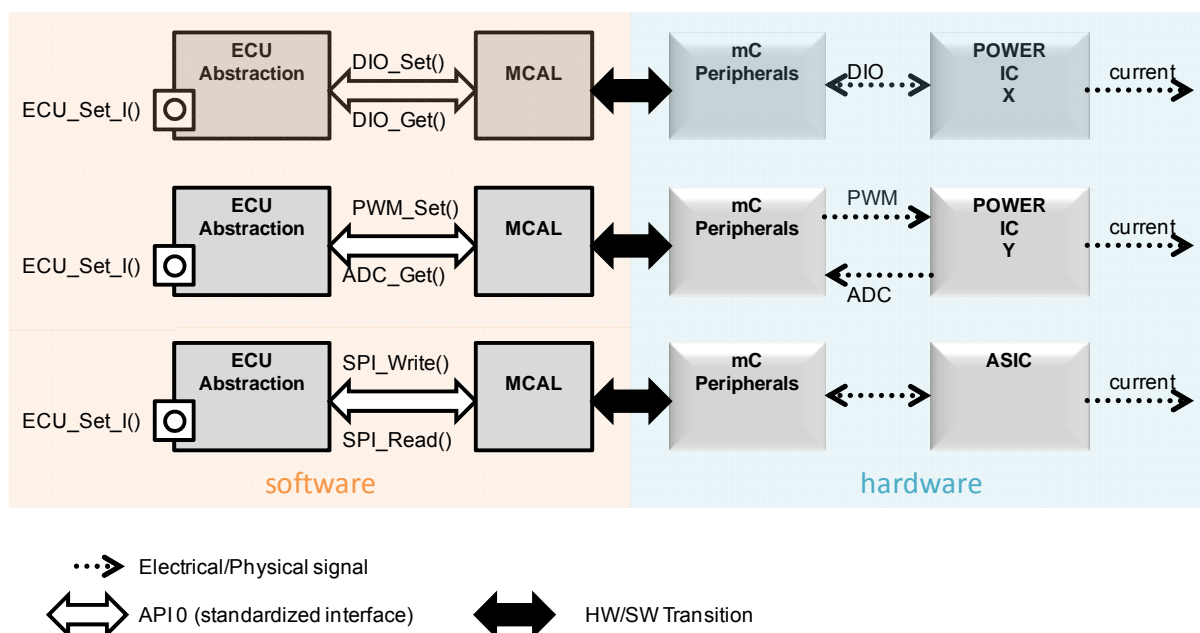 ECU
Abstraction
DIO_Set()
DIO_Get()
MCAL
mC
Peripherals
DIO
POWER
IC
X
current
ECU_Set_I()
ECU
Abstraction
PWM_Set()
ADC_Get()
MCAL
mC
Peripherals
PWM
ADC
POWER
IC
Y
current
ECU_Set_I()
ECU
Abstraction
SPI_Write()
SPI_Read()
MCAL
mC
Peripherals
ASIC
current
ECU_Set_I()
software
hardware
Electrical/Physical signal
API 0 (standardized interface)
HW/SW Transition